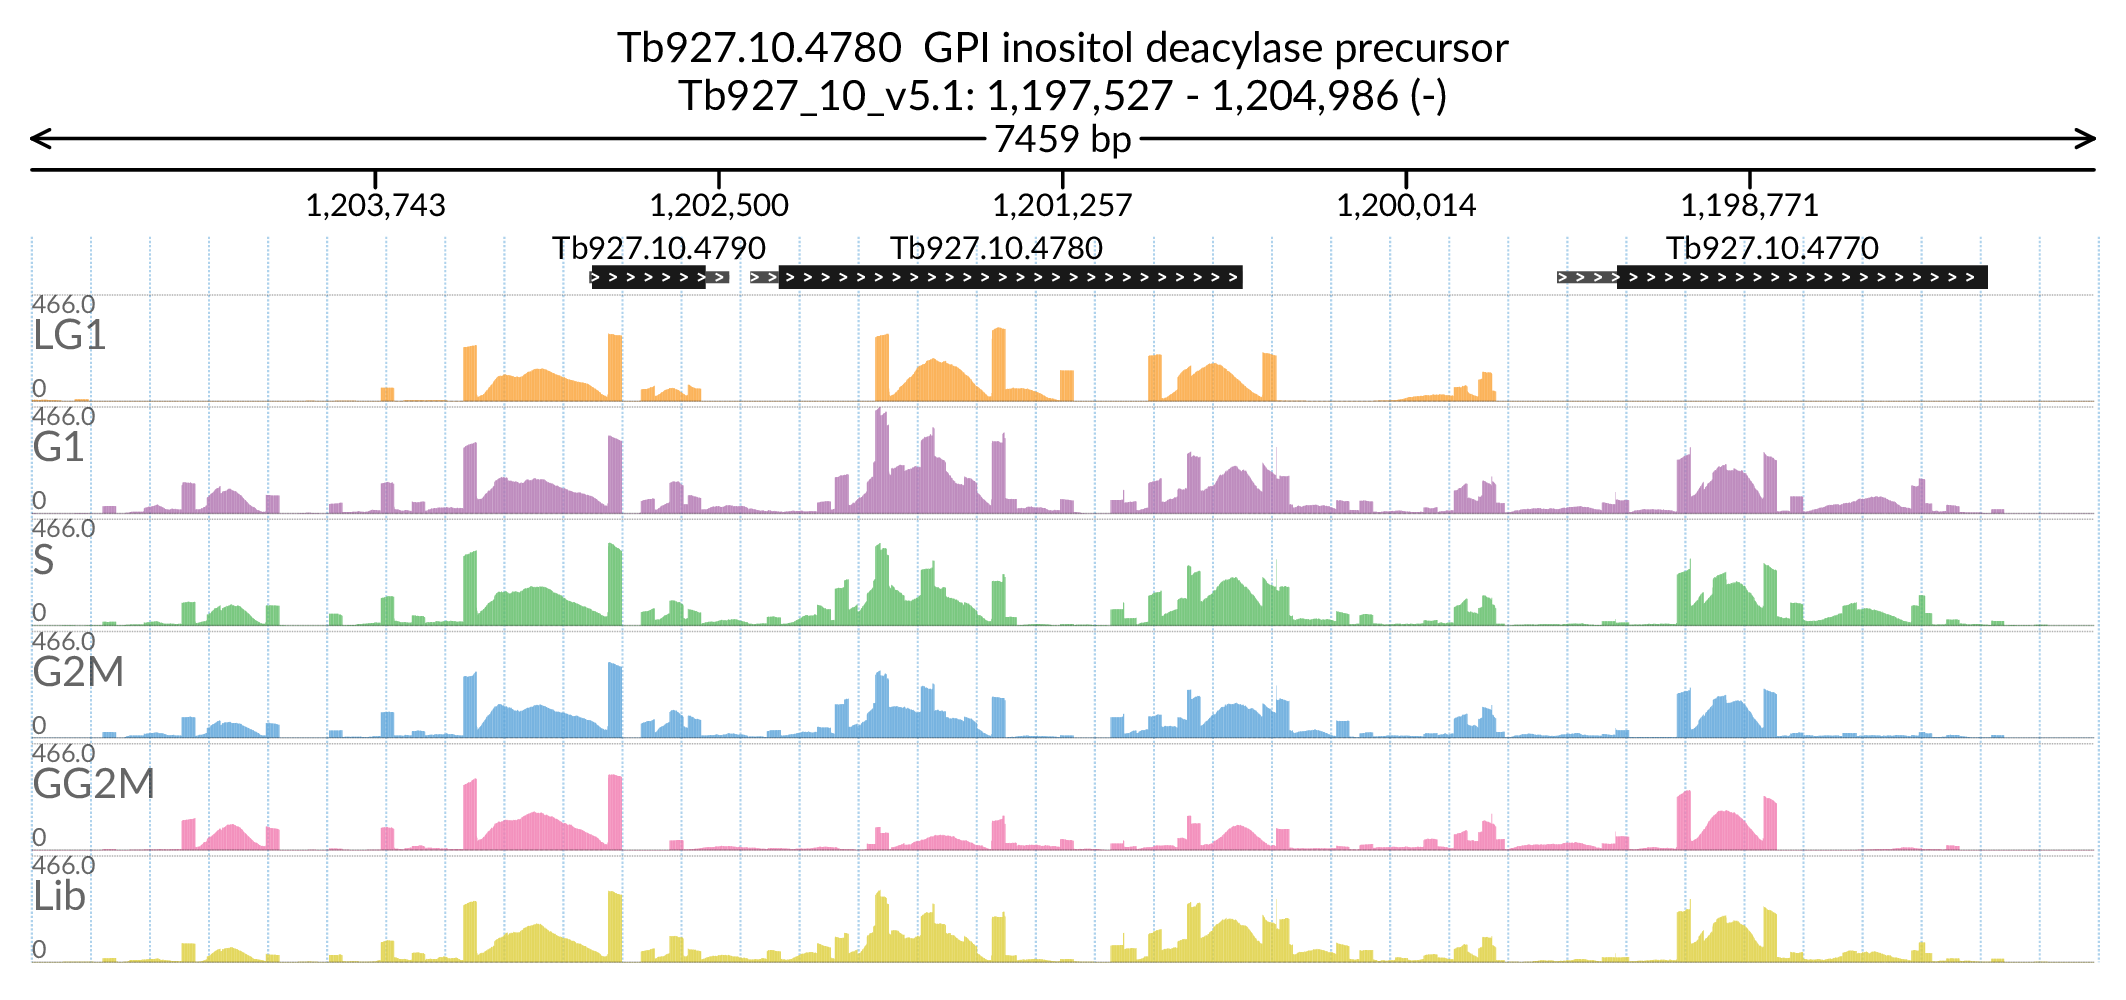 Tb927.10.4780  GPI inositol deacylase precursor
Tb927_10_v5.1: 1,197,527 - 1,204,986 (-)
7459 bp
1,203,743 1,202,500 1,201,257 1,200,014 1,198,771
Tb927.10.4790 Tb927.10.4780 Tb927.10.4770
466.0
LG1
0
466.0
G1
0
466.0
S
0
466.0
G2M
0
466.0
GG2M
0
466.0
Lib
0